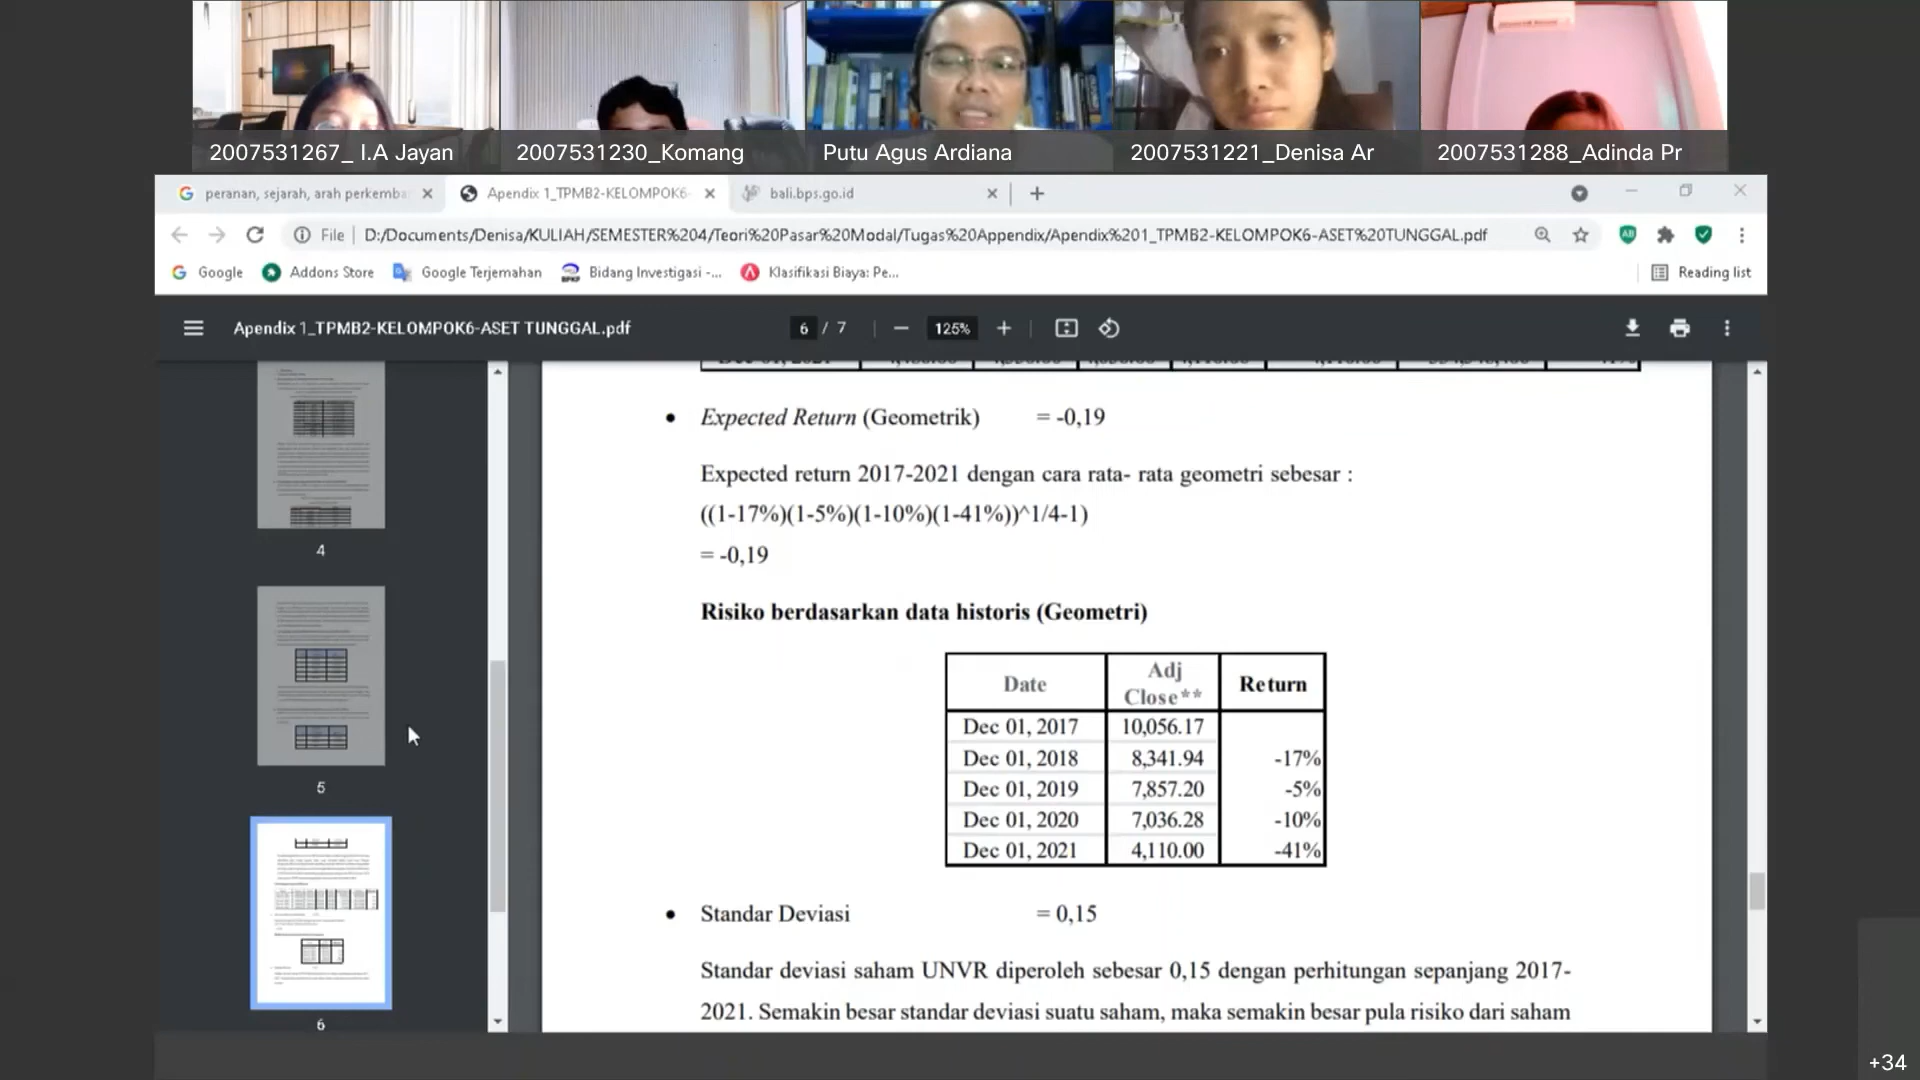 2007531267_ I.A Jayan
2007531230_Komang
Putu Agus Ardiana
2007531221_Denisa Ar
2007531288_Adinda Pr
peranan, sejarah, arah perkemba
Apendix 1_TPMB2-KELOMPOK6-
bali.bps.go.id
File
D:/Documents/Denisa/KULIAH/SEMESTER%204/Teori%20Pasar%20Modal/Tugas%20Appendix/Apendix%201_TPMB2-KELOMPOK6-ASET%20TUNGGAL.pdf
Google
Addons Store
Google Terjemahan
Bidang Investigasi -...
Klasifikasi Biaya: Pe...
Reading list
Apendix 1_TPMB2-KELOMPOK6-ASET TUNGGAL.pdf
6 / 7
125%
4
5
6
• Expected Return (Geometrik) = -0,19
Expected return 2017-2021 dengan cara rata- rata geometri sebesar :
((1-17%)(1-5%)(1-10%)(1-41%))^1/4-1)
= -0,19
Risiko berdasarkan data historis (Geometri)
Date Adj Close** Return
Dec 01, 2017 10,056.17
Dec 01, 2018 8,341.94 -17%
Dec 01, 2019 7,857.20 -5%
Dec 01, 2020 7,036.28 -10%
Dec 01, 2021 4,110.00 -41%
• Standar Deviasi = 0,15
Standar deviasi saham UNVR diperoleh sebesar 0,15 dengan perhitungan sepanjang 2017-
2021. Semakin besar standar deviasi suatu saham, maka semakin besar pula risiko dari saham
+34